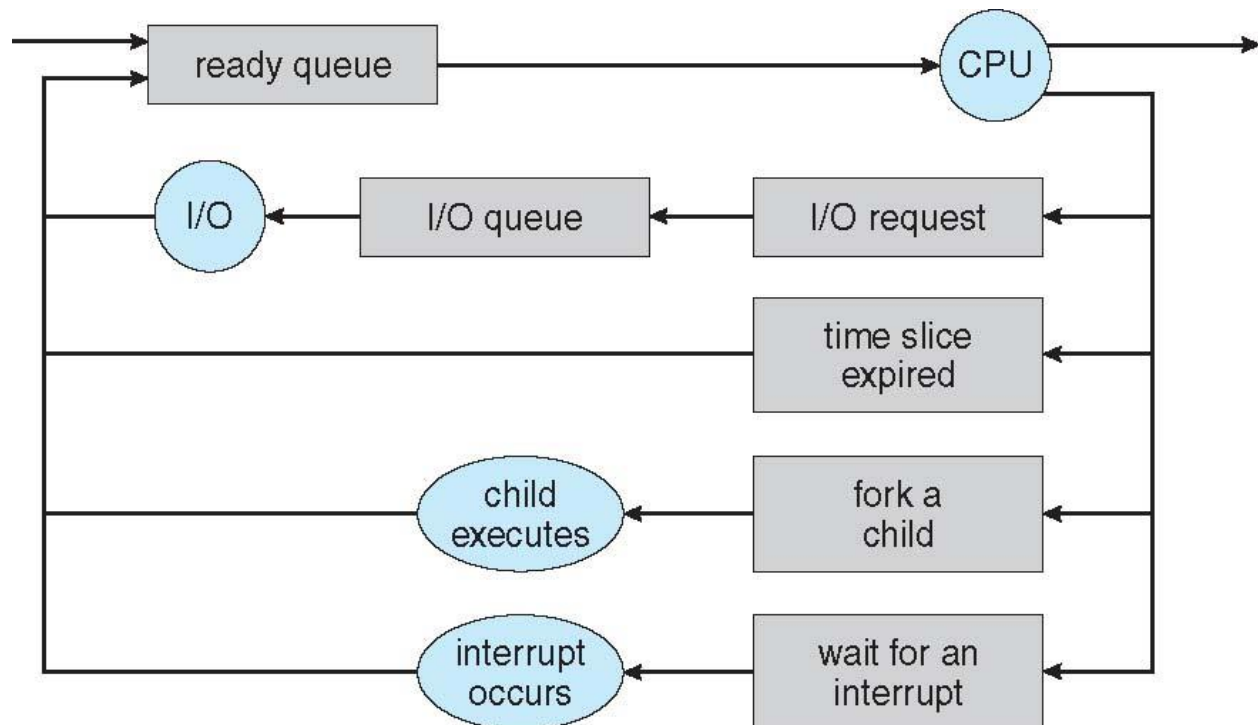 ready queue
CPU
I/O
I/O queue
I/O request
time slice
expired
child
executes
fork a
child
interrupt
occurs
wait for an
interrupt